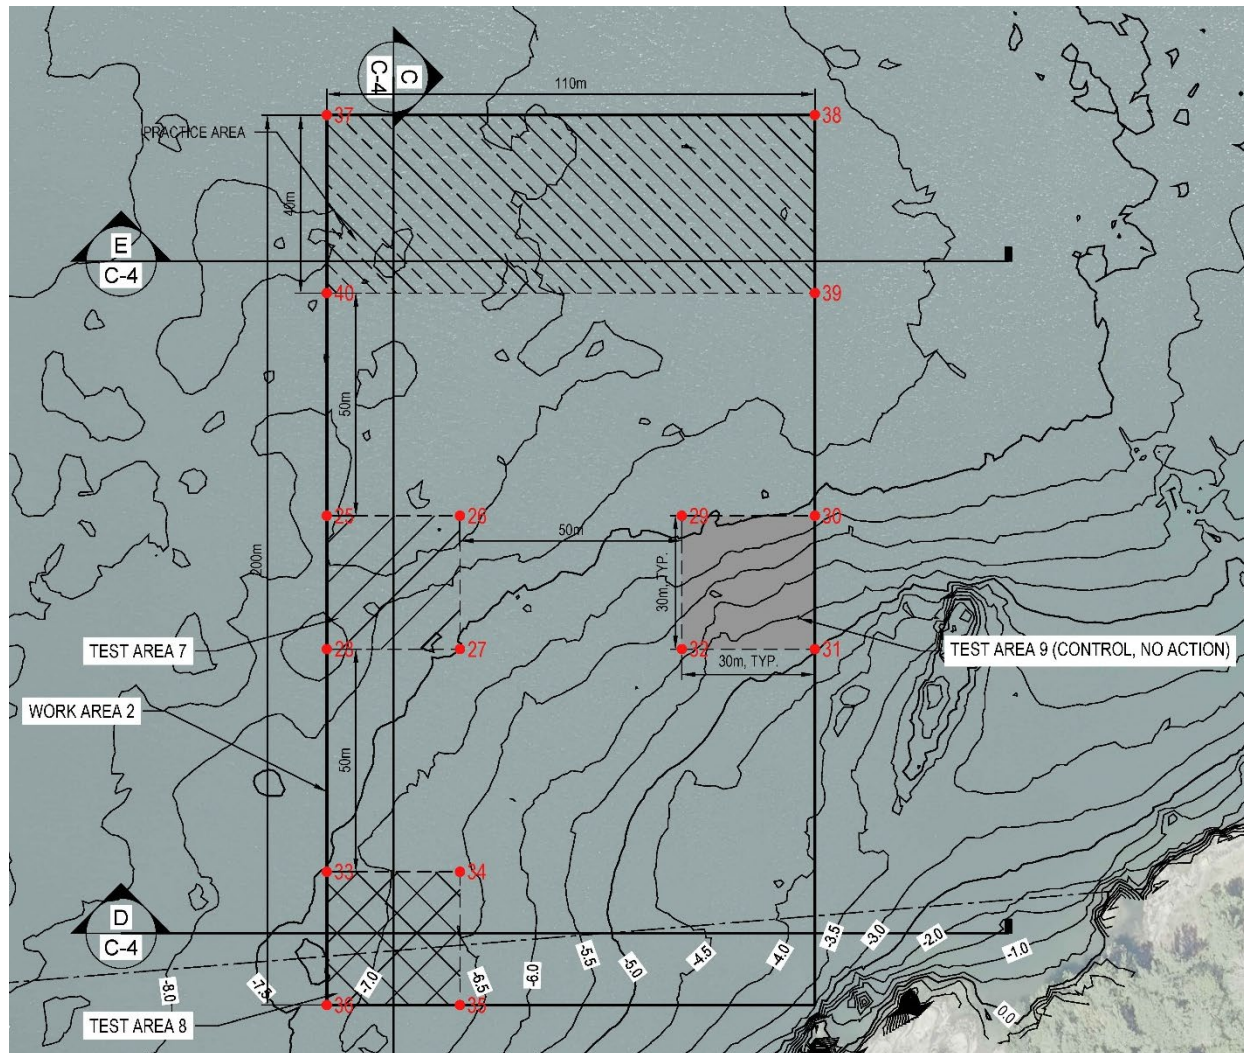 C
C-4
110m
37
38
PRACTICE AREA
40m
E
C-4
40
39
50m
25
26
29
30
50m
200m
30m, TYP.
TEST AREA 7
28
27
32
31
TEST AREA 9 (CONTROL, NO ACTION)
30m, TYP.
WORK AREA 2
50m
33
34
D
C-4
-8.0
-7.5
-7.0
-6.5
-6.0
-5.5
-5.0
-4.5
-4.0
-3.5
-3.0
-2.0
-1.0
0.0
36
35
TEST AREA 8